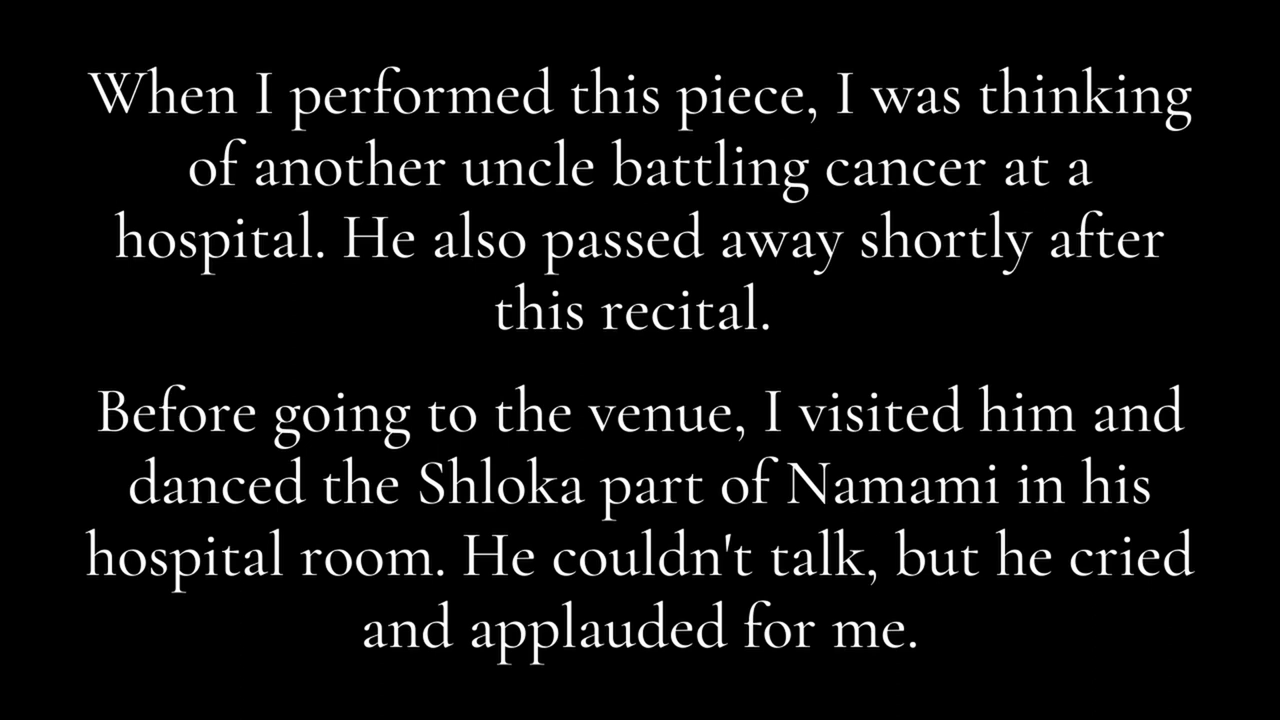 When I performed this piece, I was thinking
of another uncle battling cancer at a
hospital. He also passed away shortly after
this recital.
Before going to the venue, I visited him and
danced the Shloka part of Namami in his
hospital room. He couldn't talk, but he cried
and applauded for me.